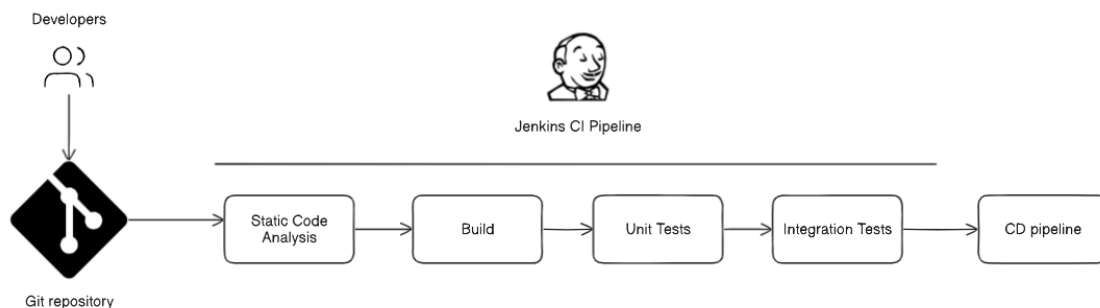 Developers
Jenkins CI Pipeline
Static Code
Analysis
Build
Unit Tests
Integration Tests
CD pipeline
Git repository